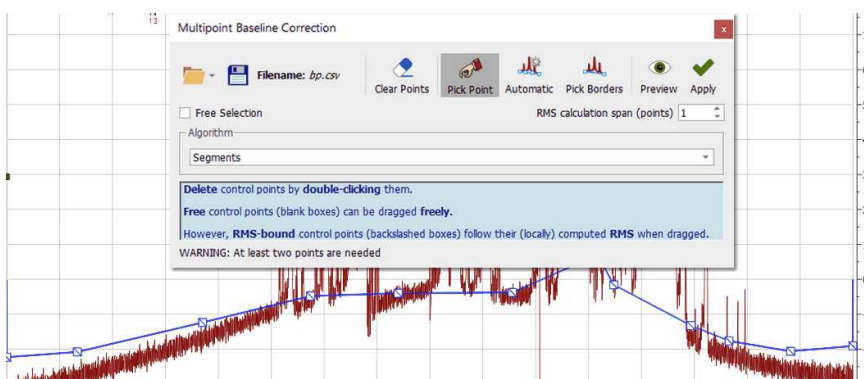 13
Multipoint Baseline Correction
x
Filename: bp.csv
Clear Points
Pick Point
Automatic
Pick Borders
Preview
Apply
Free Selection
RMS calculation span (points) 1
Algorithm
Segments
Delete control points by double-clicking them.
Free control points (blank boxes) can be dragged freely.
However, RMS-bound control points (backslashed boxes) follow their (locally) computed RMS when dragged.
WARNING: At least two points are needed